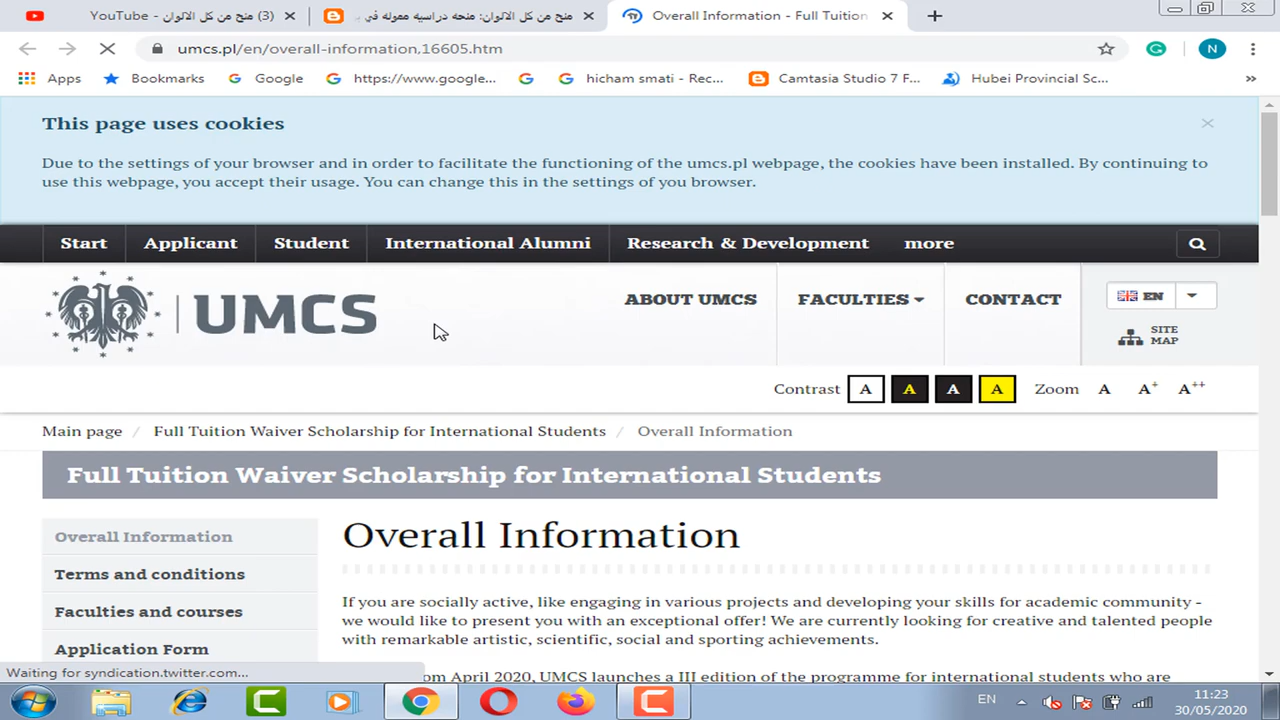 YouTube - منح من كل الالوان (3)
منح من كل الالوان: منحه دراسيه مموله في ب
Overall Information - Full Tuition
umcs.pl/en/overall-information,16605.htm
N
Apps
Bookmarks
Google
https://www.google...
hicham smati - Rec...
Camtasia Studio 7 F...
Hubei Provincial Sc...
»
This page uses cookies
Due to the settings of your browser and in order to facilitate the functioning of the umcs.pl webpage, the cookies have been installed. By continuing to
use this webpage, you accept their usage. You can change this in the settings of you browser.
Start
Applicant
Student
International Alumni
Research & Development
more
UMCS
ABOUT UMCS
FACULTIES
CONTACT
EN
SITE
MAP
Contrast A A A A Zoom A A+ A++
Main page / Full Tuition Waiver Scholarship for International Students / Overall Information
Full Tuition Waiver Scholarship for International Students
Overall Information
Terms and conditions
Faculties and courses
Application Form
Overall Information
If you are socially active, like engaging in various projects and developing your skills for academic community -
we would like to present you with an exceptional offer! We are currently looking for creative and talented people
with remarkable artistic, scientific, social and sporting achievements.
om April 2020, UMCS launches a III edition of the programme for international students who are
Waiting for syndication.twitter.com...
EN
11:23
30/05/2020